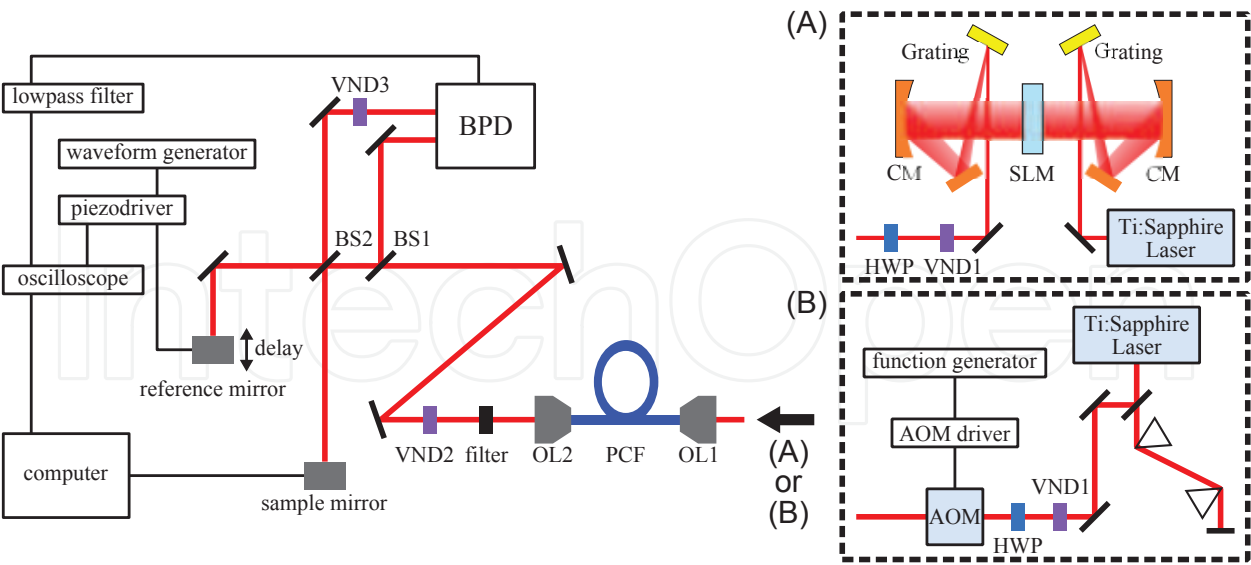 (A)
Grating
Grating
CM
SLM
CM
HWP
VND1
Ti:Sapphire
Laser
lowpass filter
VND3
BPD
waveform generator
piezodriver
BS2
BS1
oscilloscope
delay
reference mirror
computer
sample mirror
VND2
filter
OL2
PCF
OL1
(A)
or
(B)
(B)
Ti:Sapphire
Laser
function generator
AOM driver
AOM
HWP
VND1
IntechOpen